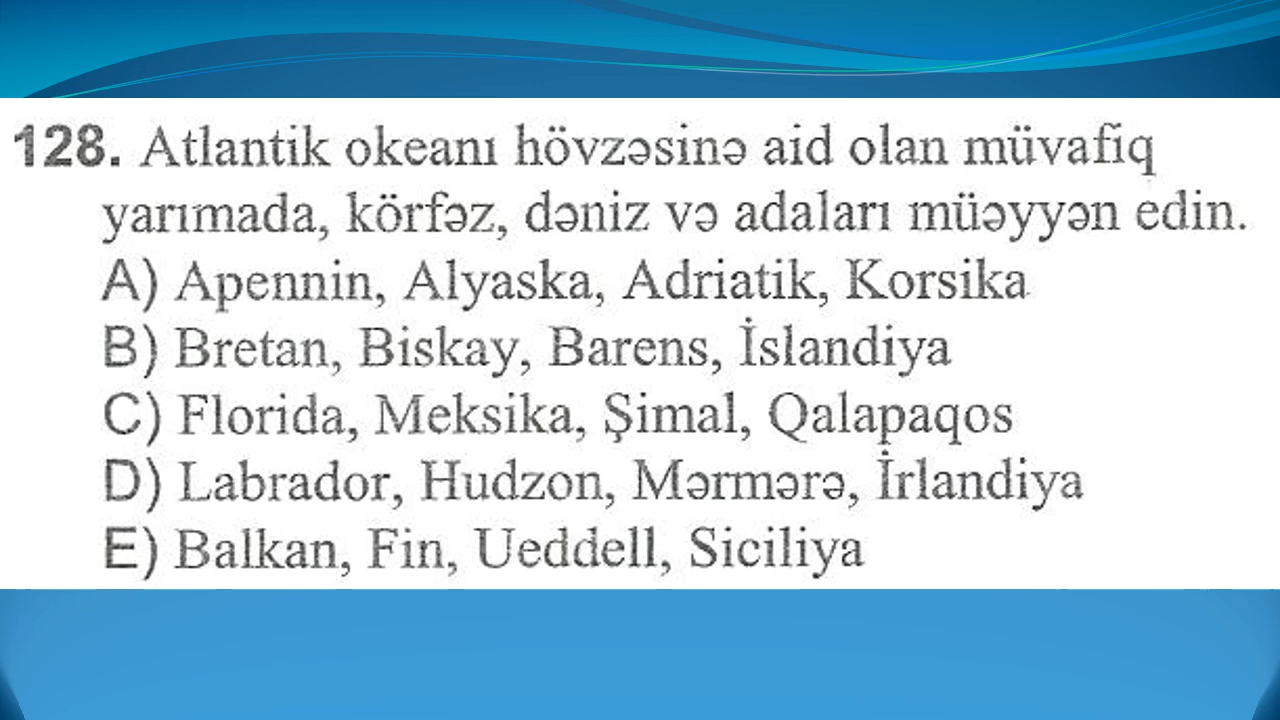 128. Atlantik okeanı hövzəsinə aid olan müvafiq
yarımada, körfəz, dəniz və adaları müəyyən edin.
A) Apennin, Alyaska, Adriatik, Korsika
B) Bretan, Biskay, Barens, İslandiya
C) Florida, Meksika, Şimal, Qalapaqos
D) Labrador, Hudzon, Mərmərə, İrlandiya
E) Balkan, Fin, Ueddell, Siciliya